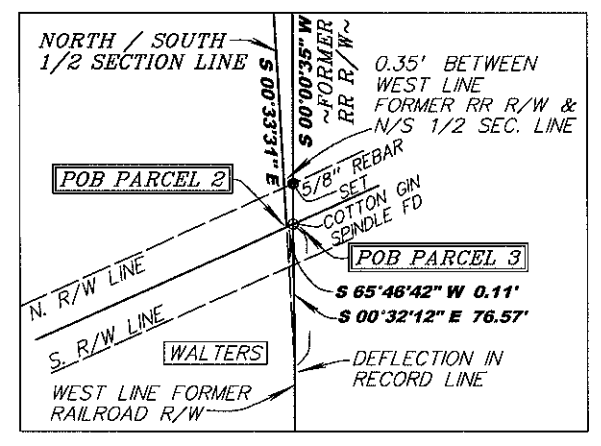 NORTH / SOUTH
1/2 SECTION LINE
S 00°33'31" E
S 00°00'35" W
~FORMER
RR R/W~
0.35' BETWEEN
WEST LINE
FORMER RR R/W &
N/S 1/2 SEC. LINE
5/8" REBAR
SET
POB PARCEL 2
COTTON GIN
SPINDLE FD
POB PARCEL 3
N. R/W LINE
S 65°46'42" W 0.11'
S 00°32'12" E 76.57'
S. R/W LINE
WALTERS
DEFLECTION IN
RECORD LINE
WEST LINE FORMER
RAILROAD R/W